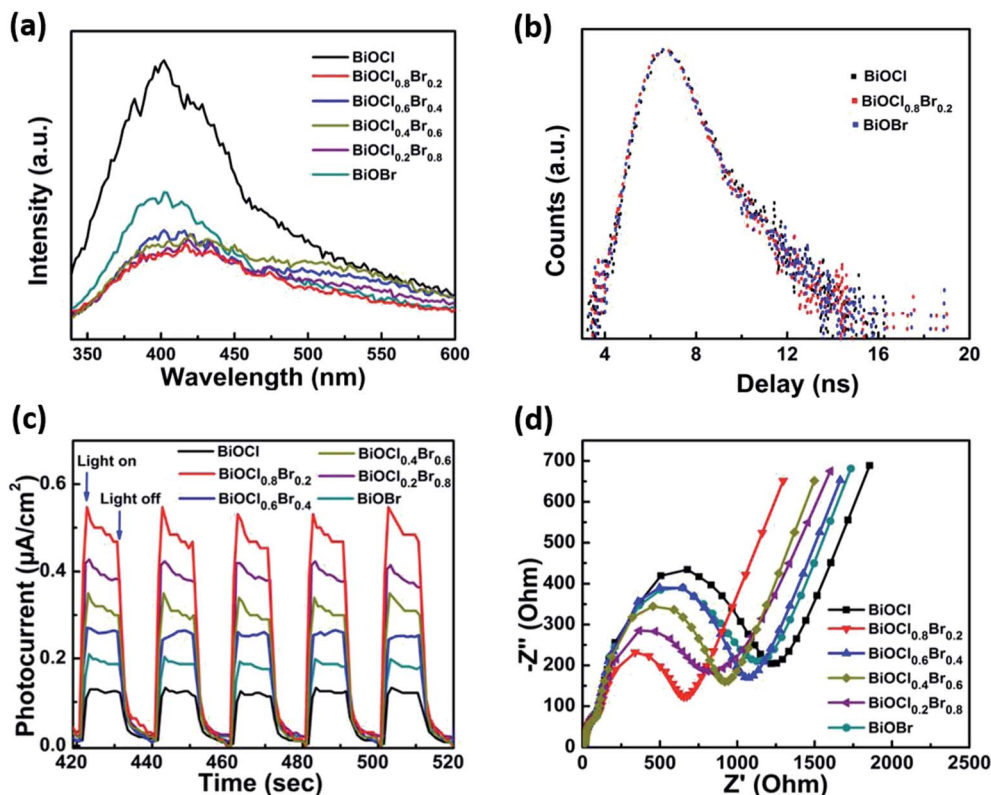 (a)
Intensity (a.u.)
BiOCl
BiOCl0.8Br0.2
BiOCl0.6Br0.4
BiOCl0.4Br0.6
BiOCl0.2Br0.8
BiOBr
350 400 450 500 550 600
Wavelength (nm)
(b)
Counts (a.u.)
BiOCl
BiOCl0.8Br0.2
BiOBr
4 8 12 16 20
Delay (ns)
(c)
Photocurrent (µA/cm²)
BiOCl
BiOCl0.8Br0.2
BiOCl0.6Br0.4
BiOCl0.4Br0.6
BiOCl0.2Br0.8
BiOBr
Light on
Light off
0.6
0.4
0.2
0.0
420 440 460 480 500 520
Time (sec)
(d)
-Z'' (Ohm)
700
600
500
400
300
200
100
0
BiOCl
BiOCl0.8Br0.2
BiOCl0.6Br0.4
BiOCl0.4Br0.6
BiOCl0.2Br0.8
BiOBr
0 500 1000 1500 2000 2500
Z' (Ohm)